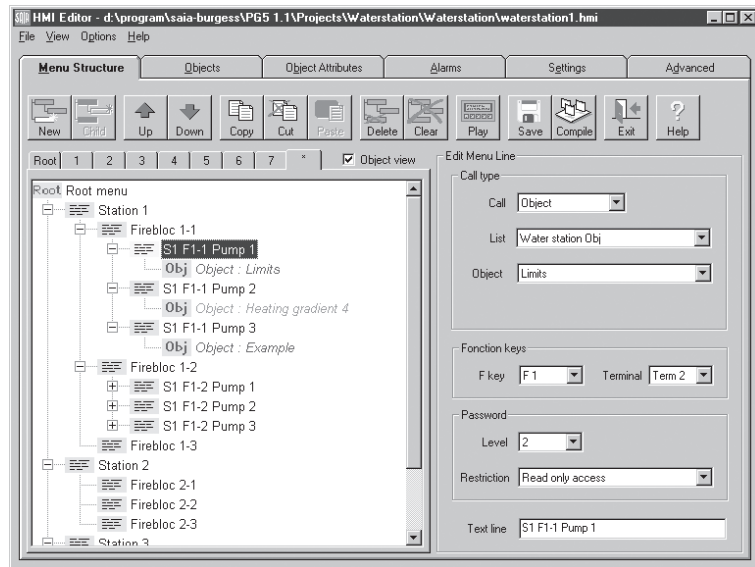 HMI Editor - d:\program\saia-burgess\PG5 1.1\Projects\Waterstation\Waterstation\waterstation1.hmi
File View Options Help
Menu Structure Objects Object Attributes Alarms Settings Advanced
New Child Up Down Copy Cut Paste Delete Clear Play Save Compile Exit Help
Root 1 2 3 4 5 6 7 * Object view
Root Root menu
Station 1
Firebloc 1-1
S1 F1-1 Pump 1
Obj Object : Limits
S1 F1-1 Pump 2
Obj Object : Heating gradient 4
S1 F1-1 Pump 3
Obj Object : Example
Firebloc 1-2
S1 F1-2 Pump 1
S1 F1-2 Pump 2
S1 F1-2 Pump 3
Firebloc 1-3
Station 2
Firebloc 2-1
Firebloc 2-2
Firebloc 2-3
Station 3
Edit Menu Line
Call type
Call Object
List Water station Obj
Object Limits
Fonction keys
F key F 1 Terminal Term 2
Password
Level 2
Restriction Read only access
Text line S1 F1-1 Pump 1